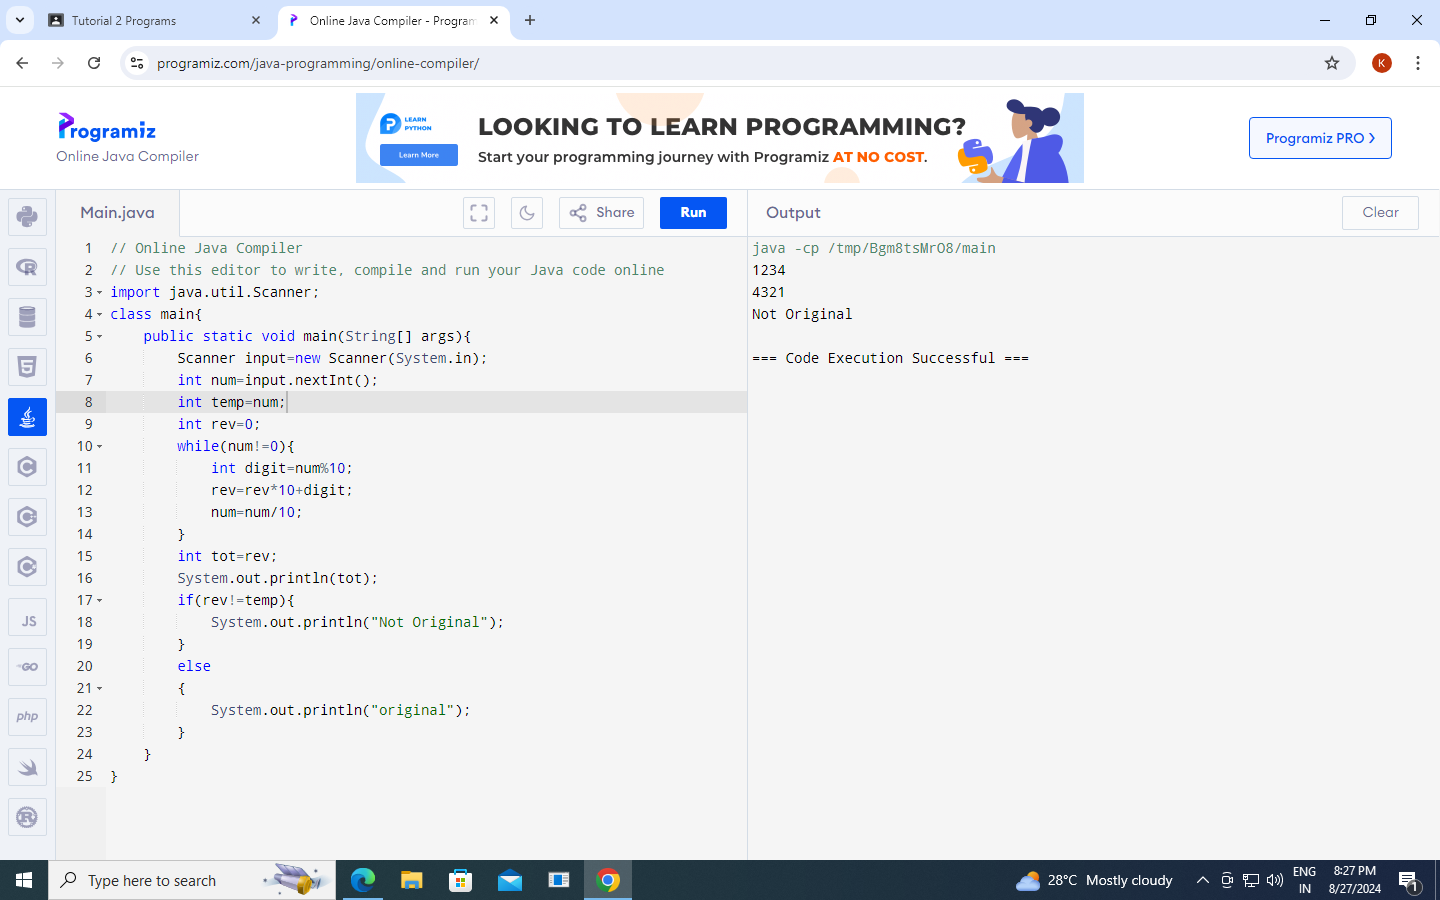 Tutorial 2 Programs
Online Java Compiler - Program
programiz.com/java-programming/online-compiler/
K
Programiz
Online Java Compiler
LEARN
PYTHON
Learn More
LOOKING TO LEARN PROGRAMMING?
Start your programming journey with Programiz AT NO COST.
Programiz PRO
Main.java
Share
Run
Output
Clear
1 // Online Java Compiler
2 // Use this editor to write, compile and run your Java code online
3 import java.util.Scanner;
4 class main{
5     public static void main(String[] args){
6         Scanner input=new Scanner(System.in);
7         int num=input.nextInt();
8         int temp=num;
9         int rev=0;
10         while(num!=0){
11             int digit=num%10;
12             rev=rev*10+digit;
13             num=num/10;
14         }
15         int tot=rev;
16         System.out.println(tot);
17         if(rev!=temp){
18             System.out.println("Not Original");
19         }
20         else
21         {
22             System.out.println("original");
23         }
24     }
25 }
java -cp /tmp/Bgm8tsMrO8/main
1234
4321
Not Original
=== Code Execution Successful ===
JS
GO
php
Type here to search
28°C Mostly cloudy
ENG
IN
8:27 PM
8/27/2024
1